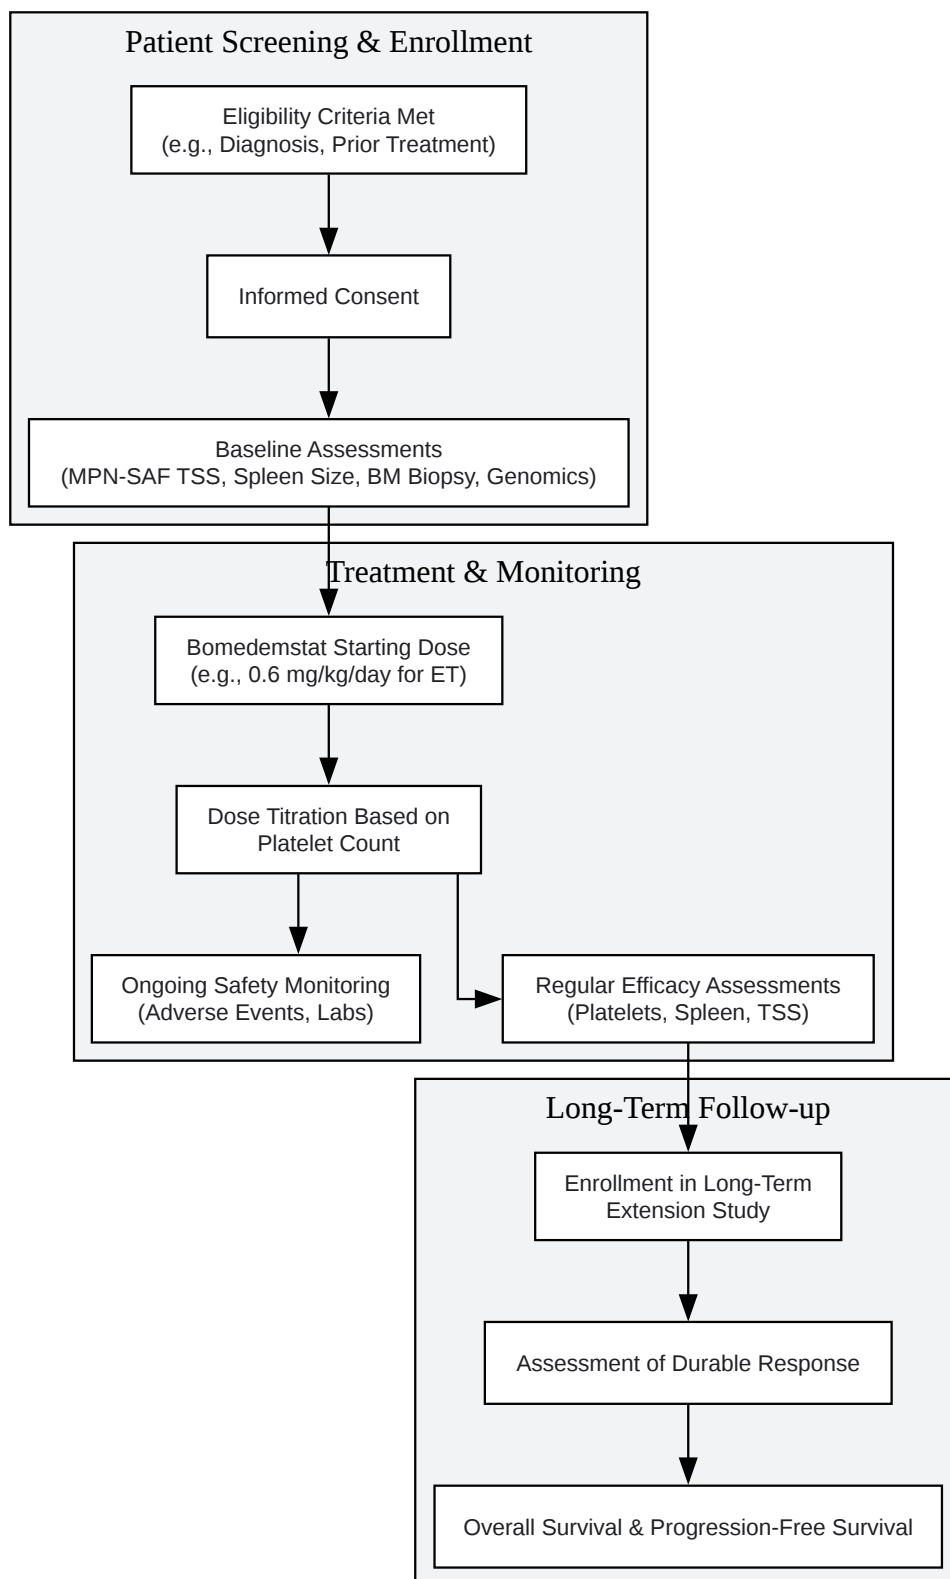 Patient Screening & Enrollment
Eligibility Criteria Met
(e.g., Diagnosis, Prior Treatment)
Informed Consent
Baseline Assessments
(MPN-SAF TSS, Spleen Size, BM Biopsy, Genomics)
Treatment & Monitoring
Bomedemstat Starting Dose
(e.g., 0.6 mg/kg/day for ET)
Dose Titration Based on
Platelet Count
Ongoing Safety Monitoring
(Adverse Events, Labs)
Regular Efficacy Assessments
(Platelets, Spleen, TSS)
Long-Term Follow-up
Enrollment in Long-Term
Extension Study
Assessment of Durable Response
Overall Survival & Progression-Free Survival